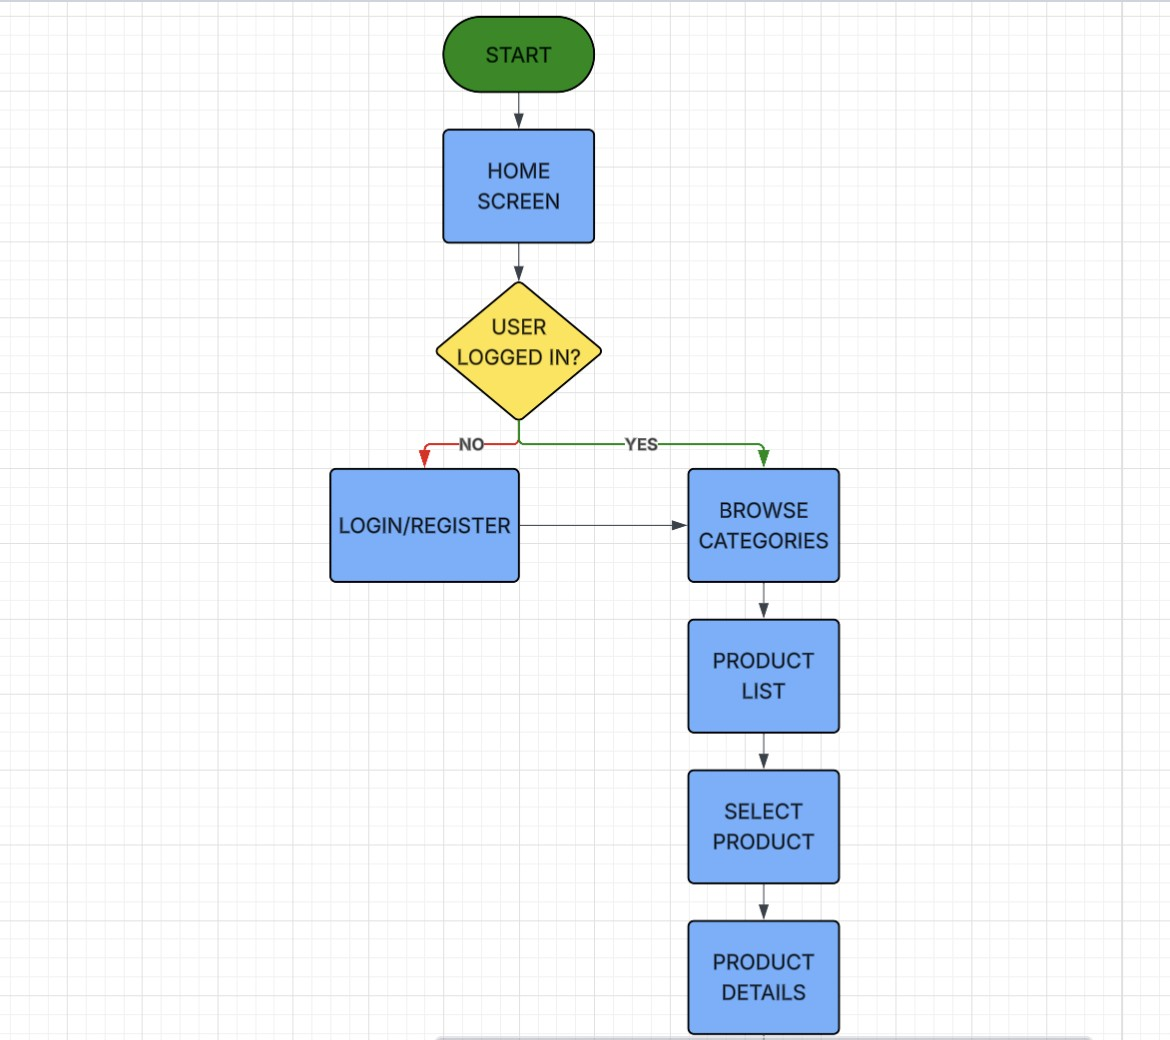 START
HOME
SCREEN
USER
LOGGED IN?
NO
YES
LOGIN/REGISTER
BROWSE
CATEGORIES
PRODUCT
LIST
SELECT
PRODUCT
PRODUCT
DETAILS